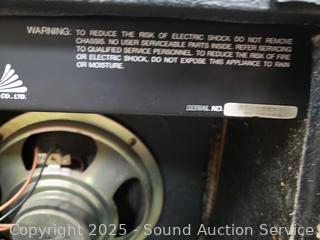 WARNING: TO REDUCE THE RISK OF ELECTRIC SHOCK DO NOT REMOVE
CHASSIS. NO USER SERVICEABLE PARTS INSIDE. REFER SERVICING
TO QUALIFIED SERVICE PERSONNEL. TO REDUCE THE RISK OF FIRE
OR ELECTRIC SHOCK, DO NOT EXPOSE THIS APPLIANCE TO RAIN
OR MOISTURE.
CO., LTD.
SERIAL NO.
Copyright 2025 - Sound Auction Service